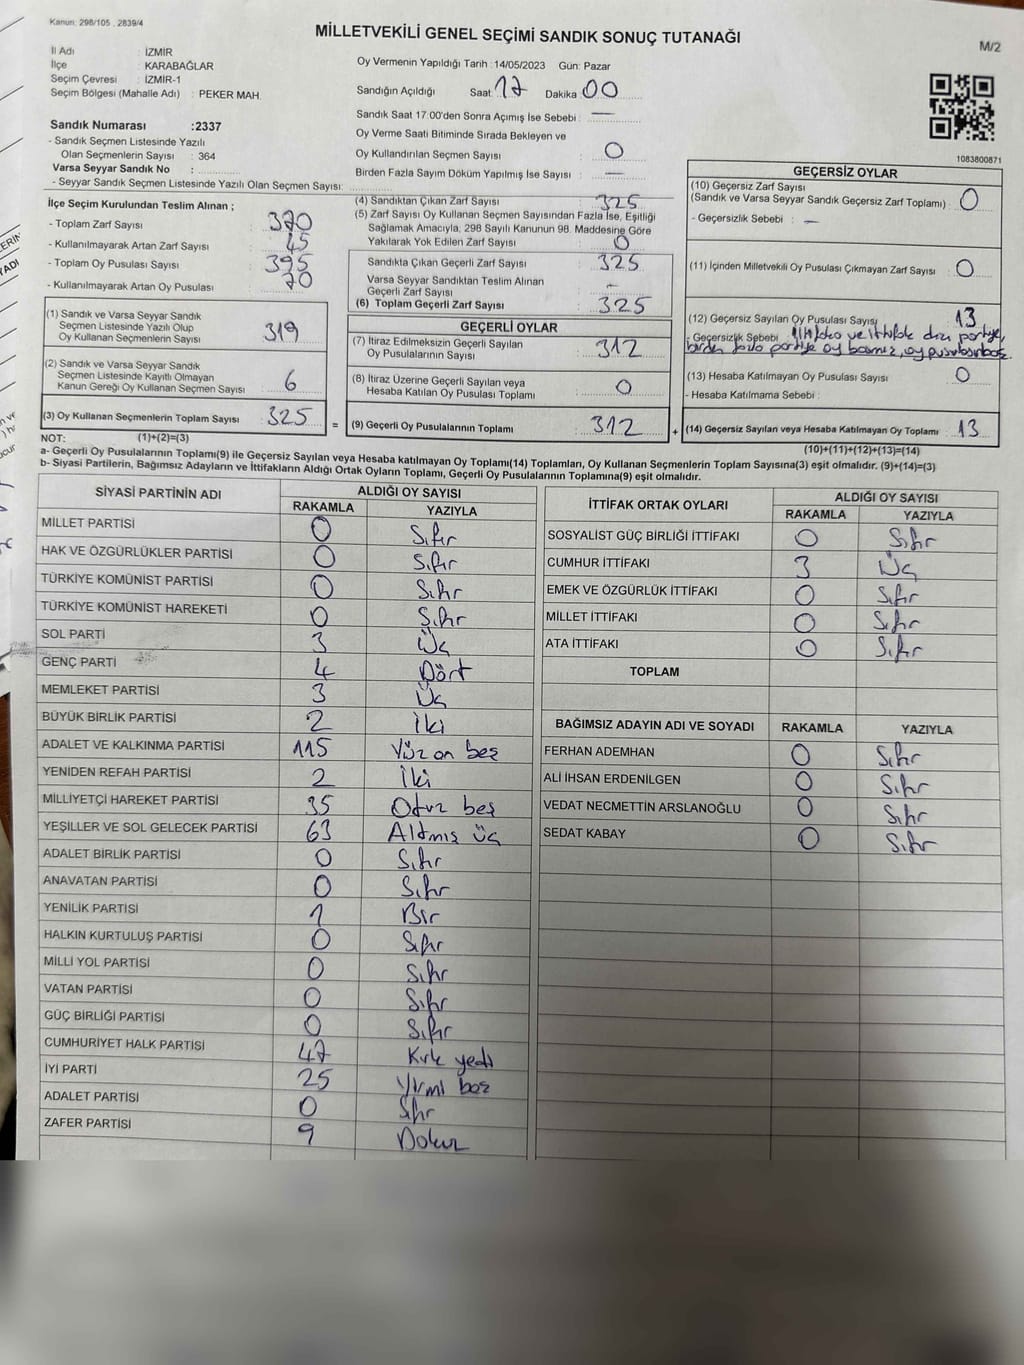 Kanun: 298/105 , 2839/4
MİLLETVEKİLİ GENEL SEÇİMİ SANDIK SONUÇ TUTANAĞI
M/2
İl Adı : İZMİR
İlçe : KARABAĞLAR
Seçim Çevresi : İZMİR-1
Seçim Bölgesi (Mahalle Adı) : PEKER MAH.
Sandık Numarası :2337
- Sandık Seçmen Listesinde Yazılı
Olan Seçmenlerin Sayısı : 364
Varsa Seyyar Sandık No :
- Seyyar Sandık Seçmen Listesinde Yazılı Olan Seçmen Sayısı:
Oy Vermenin Yapıldığı Tarih :14/05/2023 Gün: Pazar
Sandığın Açıldığı Saat 17 Dakika 00
Sandık Saat 17.00'den Sonra Açımış İse Sebebi : —
Oy Verme Saati Bitiminde Sırada Bekleyen ve
Oy Kullandırılan Seçmen Sayısı : 0
Birden Fazla Sayım Döküm Yapılmış İse Sayısı : —
1083800871
İlçe Seçim Kurulundan Teslim Alınan ;
- Toplam Zarf Sayısı : 370
- Kullanılmayarak Artan Zarf Sayısı : 45
- Toplam Oy Pusulası Sayısı : 395
- Kullanılmayarak Artan Oy Pusulası : 70
(1) Sandık ve Varsa Seyyar Sandık
Seçmen Listesinde Yazılı Olup
Oy Kullanan Seçmenlerin Sayısı : 319
(2) Sandık ve Varsa Seyyar Sandık
Seçmen Listesinde Kayıtlı Olmayan
Kanun Gereği Oy Kullanan Seçmen Sayısı : 6
(3) Oy Kullanan Seçmenlerin Toplam Sayısı : 325
(4) Sandıktan Çıkan Zarf Sayısı : 325
(5) Zarf Sayısı Oy Kullanan Seçmen Sayısından Fazla İse, Eşitliği
Sağlamak Amacıyla, 298 Sayılı Kanunun 98. Maddesine Göre
Yakılarak Yok Edilen Zarf Sayısı : 0
Sandıkta Çıkan Geçerli Zarf Sayısı : 325
Varsa Seyyar Sandıktan Teslim Alınan
Geçerli Zarf Sayısı : -
(6) Toplam Geçerli Zarf Sayısı : 325
GEÇERLİ OYLAR
(7) İtiraz Edilmeksizin Geçerli Sayılan
Oy Pusulalarının Sayısı : 312
(8) İtiraz Üzerine Geçerli Sayılan veya
Hesaba Katılan Oy Pusulası Toplamı : 0
= (9) Geçerli Oy Pusulalarının Toplamı : 312
GEÇERSİZ OYLAR
(10) Geçersiz Zarf Sayısı
(Sandık ve Varsa Seyyar Sandık Geçersiz Zarf Toplamı) : 0
- Geçersizlik Sebebi : —
(11) İçinden Milletvekili Oy Pusulası Çıkmayan Zarf Sayısı : 0
(12) Geçersiz Sayılan Oy Pusulası Sayısı : 13
- Geçersizlik Sebebi : ve ittifak dışı partiye,
birden fazla partiye oy basmış, oy pusulası boş.
(13) Hesaba Katılmayan Oy Pusulası Sayısı : 0
- Hesaba Katılmama Sebebi :
+ (14) Geçersiz Sayılan veya Hesaba Katılmayan Oy Toplamı : 13
NOT: (1)+(2)=(3)
(10)+(11)+(12)+(13)=(14)
a- Geçerli Oy Pusulalarının Toplamı(9) ile Geçersiz Sayılan veya Hesaba katılmayan Oy Toplamı(14) Toplamları, Oy Kullanan Seçmenlerin Toplam Sayısına(3) eşit olmalıdır. (9)+(14)=(3)
b- Siyasi Partilerin, Bağımsız Adayların ve İttifakların Aldığı Ortak Oyların Toplamı, Geçerli Oy Pusulalarının Toplamına(9) eşit olmalıdır.
SİYASİ PARTİNİN ADI ALDIĞI OY SAYISI
RAKAMLA YAZIYLA
MİLLET PARTİSİ 0 Sıfır
HAK VE ÖZGÜRLÜKLER PARTİSİ 0 Sıfır
TÜRKİYE KOMÜNİST PARTİSİ 0 Sıfır
TÜRKİYE KOMÜNİST HAREKETİ 0 Sıfır
SOL PARTİ 3 Üç
GENÇ PARTİ 4 Dört
MEMLEKET PARTİSİ 3 Üç
BÜYÜK BİRLİK PARTİSİ 2 İki
ADALET VE KALKINMA PARTİSİ 115 Yüz on beş
YENİDEN REFAH PARTİSİ 2 İki
MİLLİYETÇİ HAREKET PARTİSİ 35 Otuz beş
YEŞİLLER VE SOL GELECEK PARTİSİ 63 Altmış üç
ADALET BİRLİK PARTİSİ 0 Sıfır
ANAVATAN PARTİSİ 0 Sıfır
YENİLİK PARTİSİ 1 Bir
HALKIN KURTULUŞ PARTİSİ 0 Sıfır
MİLLİ YOL PARTİSİ 0 Sıfır
VATAN PARTİSİ 0 Sıfır
GÜÇ BİRLİĞİ PARTİSİ 0 Sıfır
CUMHURİYET HALK PARTİSİ 47 Kırk yedi
İYİ PARTİ 25 Yirmi beş
ADALET PARTİSİ 0 Sıfır
ZAFER PARTİSİ 9 Dokuz
İTTİFAK ORTAK OYLARI ALDIĞI OY SAYISI
RAKAMLA YAZIYLA
SOSYALİST GÜÇ BİRLİĞİ İTTİFAKI 0 Sıfır
CUMHUR İTTİFAKI 3 Üç
EMEK VE ÖZGÜRLÜK İTTİFAKI 0 Sıfır
MİLLET İTTİFAKI 0 Sıfır
ATA İTTİFAKI 0 Sıfır
TOPLAM
BAĞIMSIZ ADAYIN ADI VE SOYADI RAKAMLA YAZIYLA
FERHAN ADEMHAN 0 Sıfır
ALİ İHSAN ERDENİLGEN 0 Sıfır
VEDAT NECMETTİN ARSLANOĞLU 0 Sıfır
SEDAT KABAY 0 Sıfır